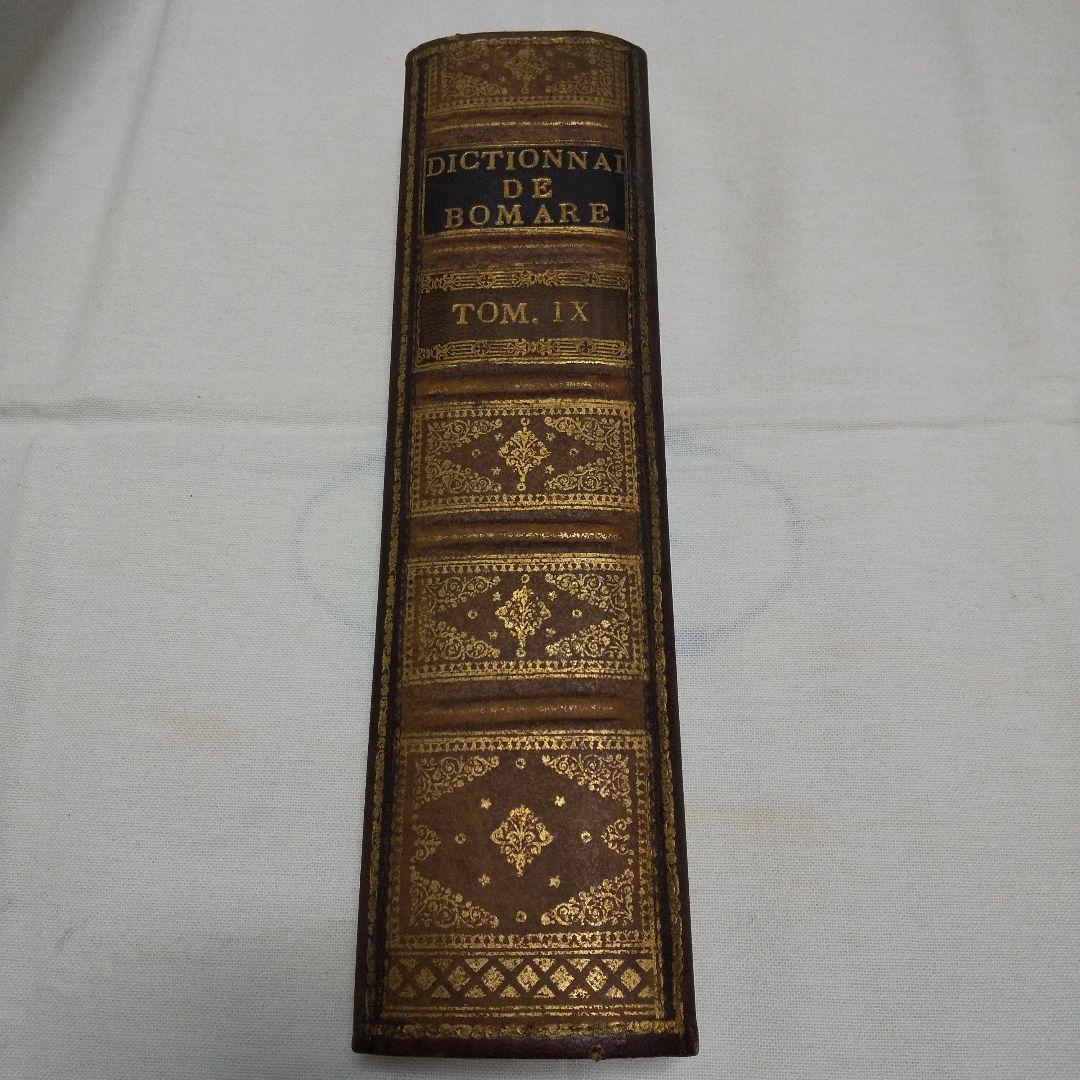 DICTIONNAI
DE
BOMARE
TOM. IX